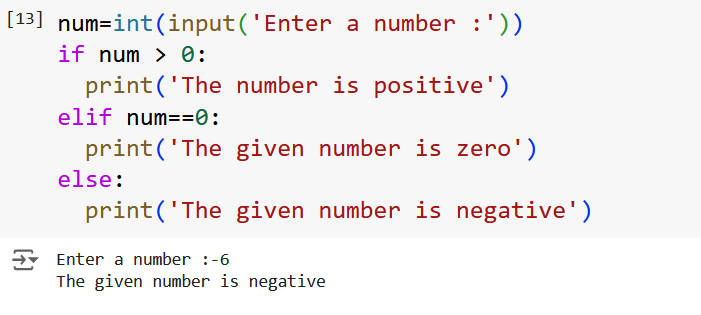 [13] num=int(input('Enter a number :'))
if num > 0:
  print('The number is positive')
elif num==0:
  print('The given number is zero')
else:
  print('The given number is negative')
Enter a number :-6
The given number is negative